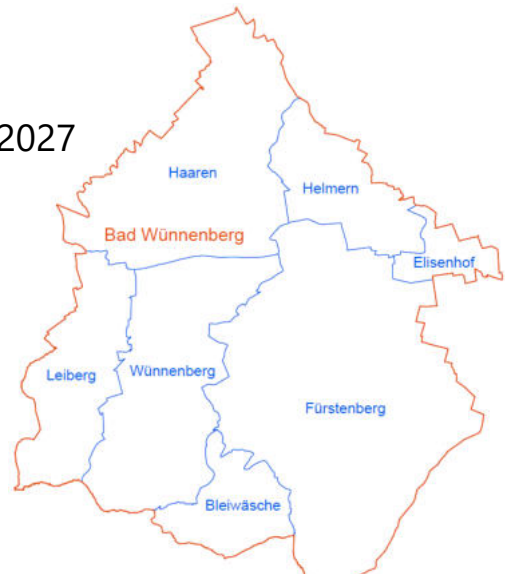 2027
Haaren
Helmern
Bad Wünnenberg
Elisenhof
Leiberg
Wünnenberg
Fürstenberg
Bleiwäsche